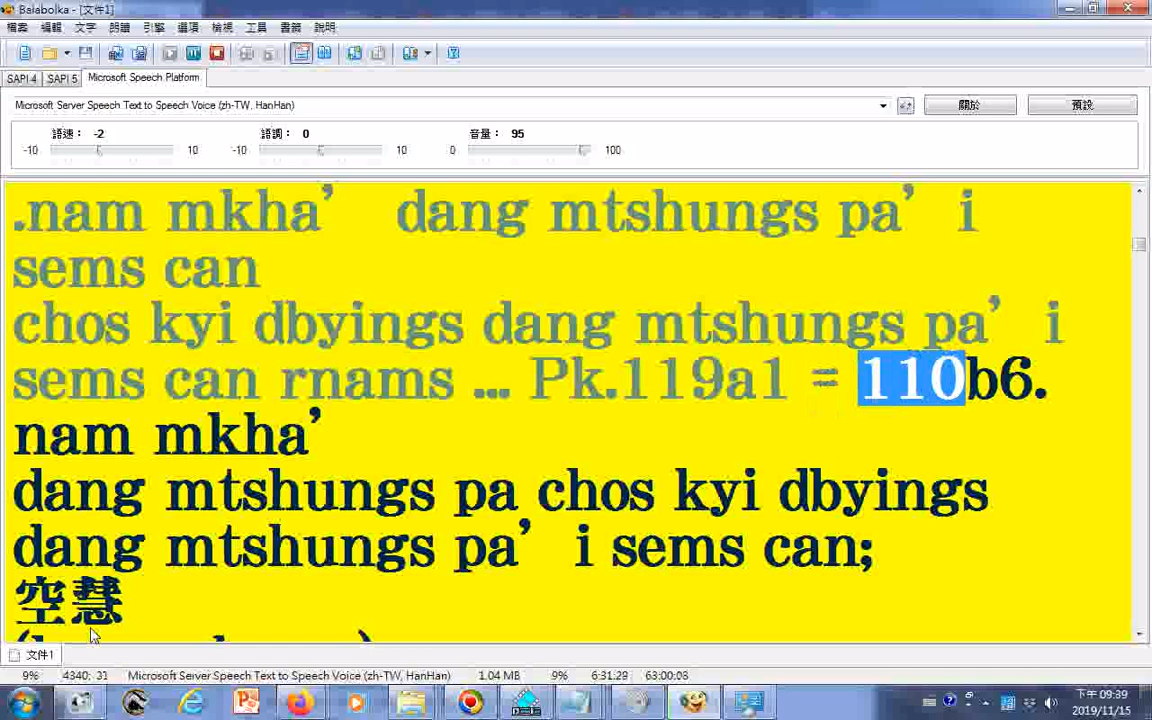 Balabolka - [文件1]
檔案 編輯 文字 朗讀 引擎 選項 檢視 工具 書籤 說明
SAPI 4 SAPI 5 Microsoft Speech Platform
Microsoft Server Speech Text to Speech Voice (zh-TW, HanHan) 關於 預設
語速： -2 語調： 0 音量： 95
-10 10 -10 10 0 100
.nam mkha’ dang mtshungs pa’i
sems can
chos kyi dbyings dang mtshungs pa’i
sems can rnams ... Pk.119a1 = 110b6.
nam mkha’
dang mtshungs pa chos kyi dbyings
dang mtshungs pa’i sems can;
空慧
文件1
9% 4340; 31 Microsoft Server Speech Text to Speech Voice (zh-TW, HanHan) 1.04 MB 9% 6:31:29 63:00:03
下午 09:39
2019/11/15